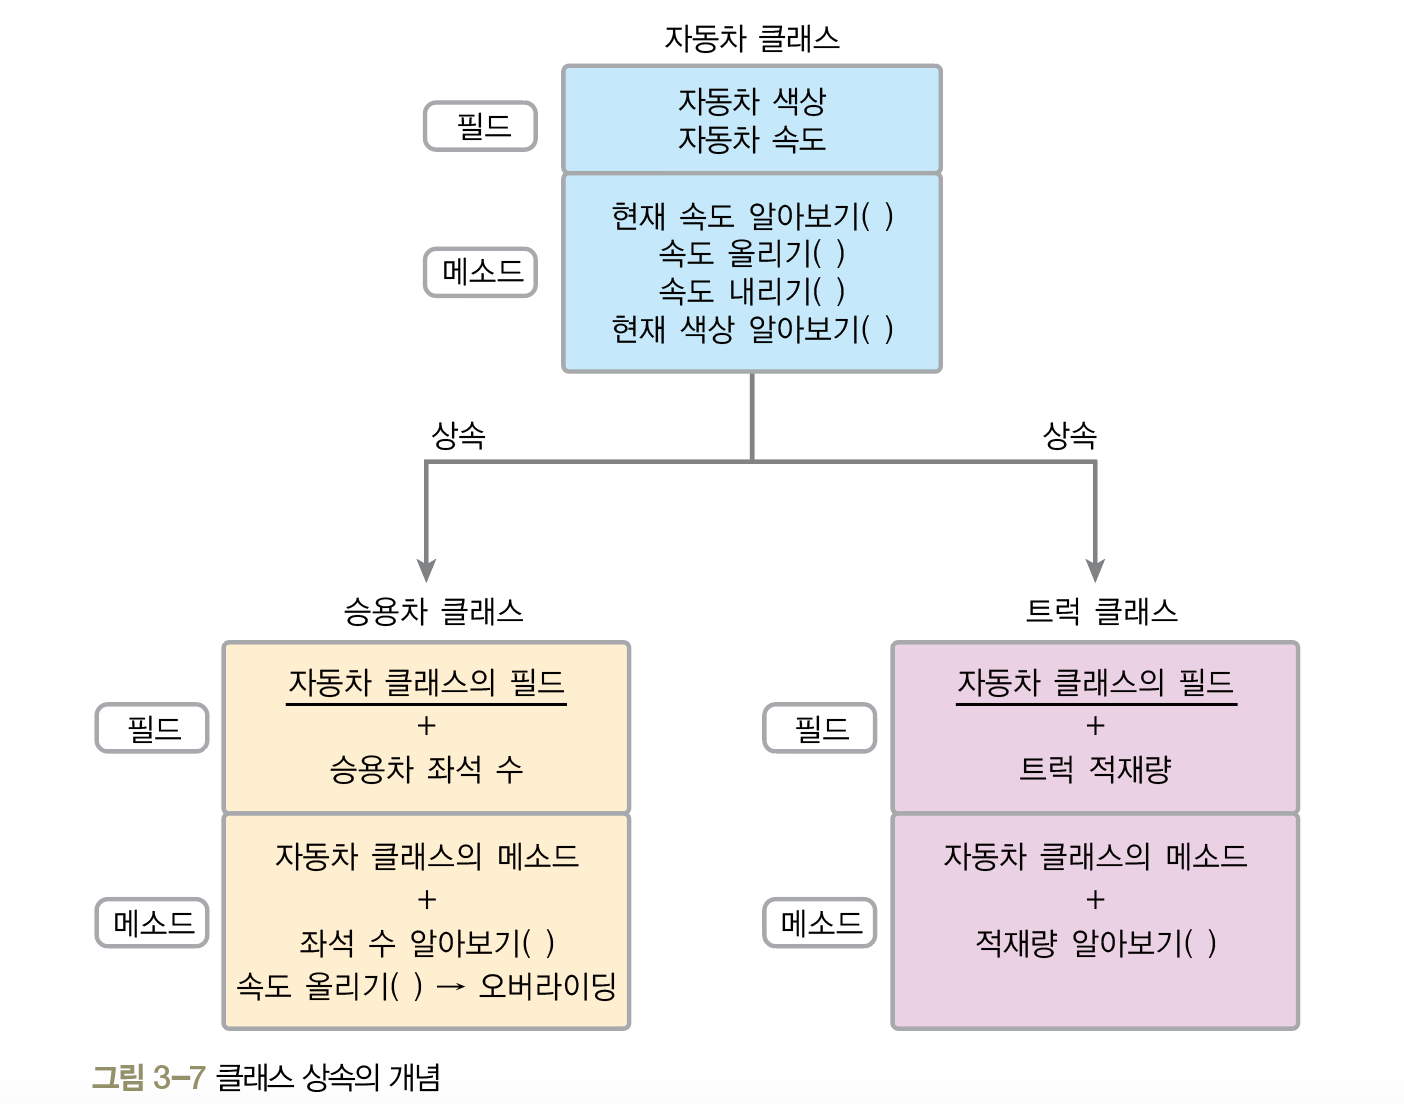 자동차 클래스
필드
자동차 색상
자동차 속도
메소드
현재 속도 알아보기( )
속도 올리기( )
속도 내리기( )
현재 색상 알아보기( )
상속
상속
승용차 클래스
필드
자동차 클래스의 필드
+
승용차 좌석 수
메소드
자동차 클래스의 메소드
+
좌석 수 알아보기( )
속도 올리기( ) → 오버라이딩
트럭 클래스
필드
자동차 클래스의 필드
+
트럭 적재량
메소드
자동차 클래스의 메소드
+
적재량 알아보기( )
그림 3-7 클래스 상속의 개념